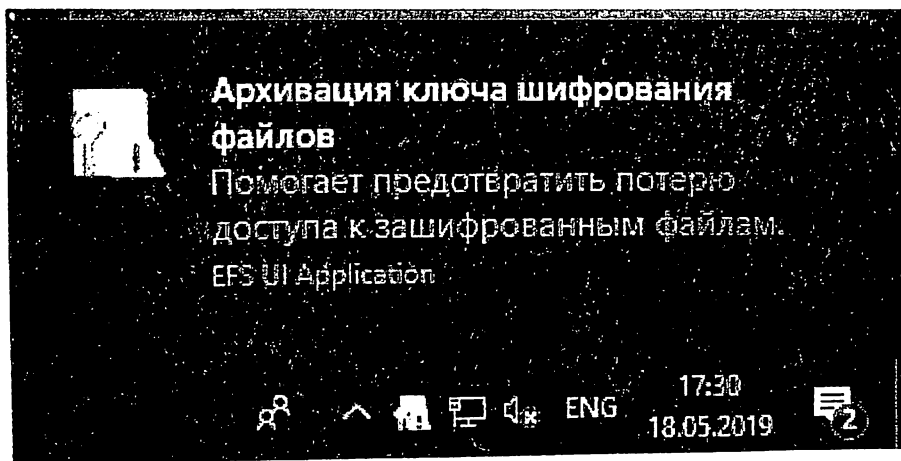 Архивация ключа шифрования
файлов
Помогает предотвратить потерю
доступа к зашифрованным файлам.
EFS UI Application
ENG
17:30
18.05.2019
2